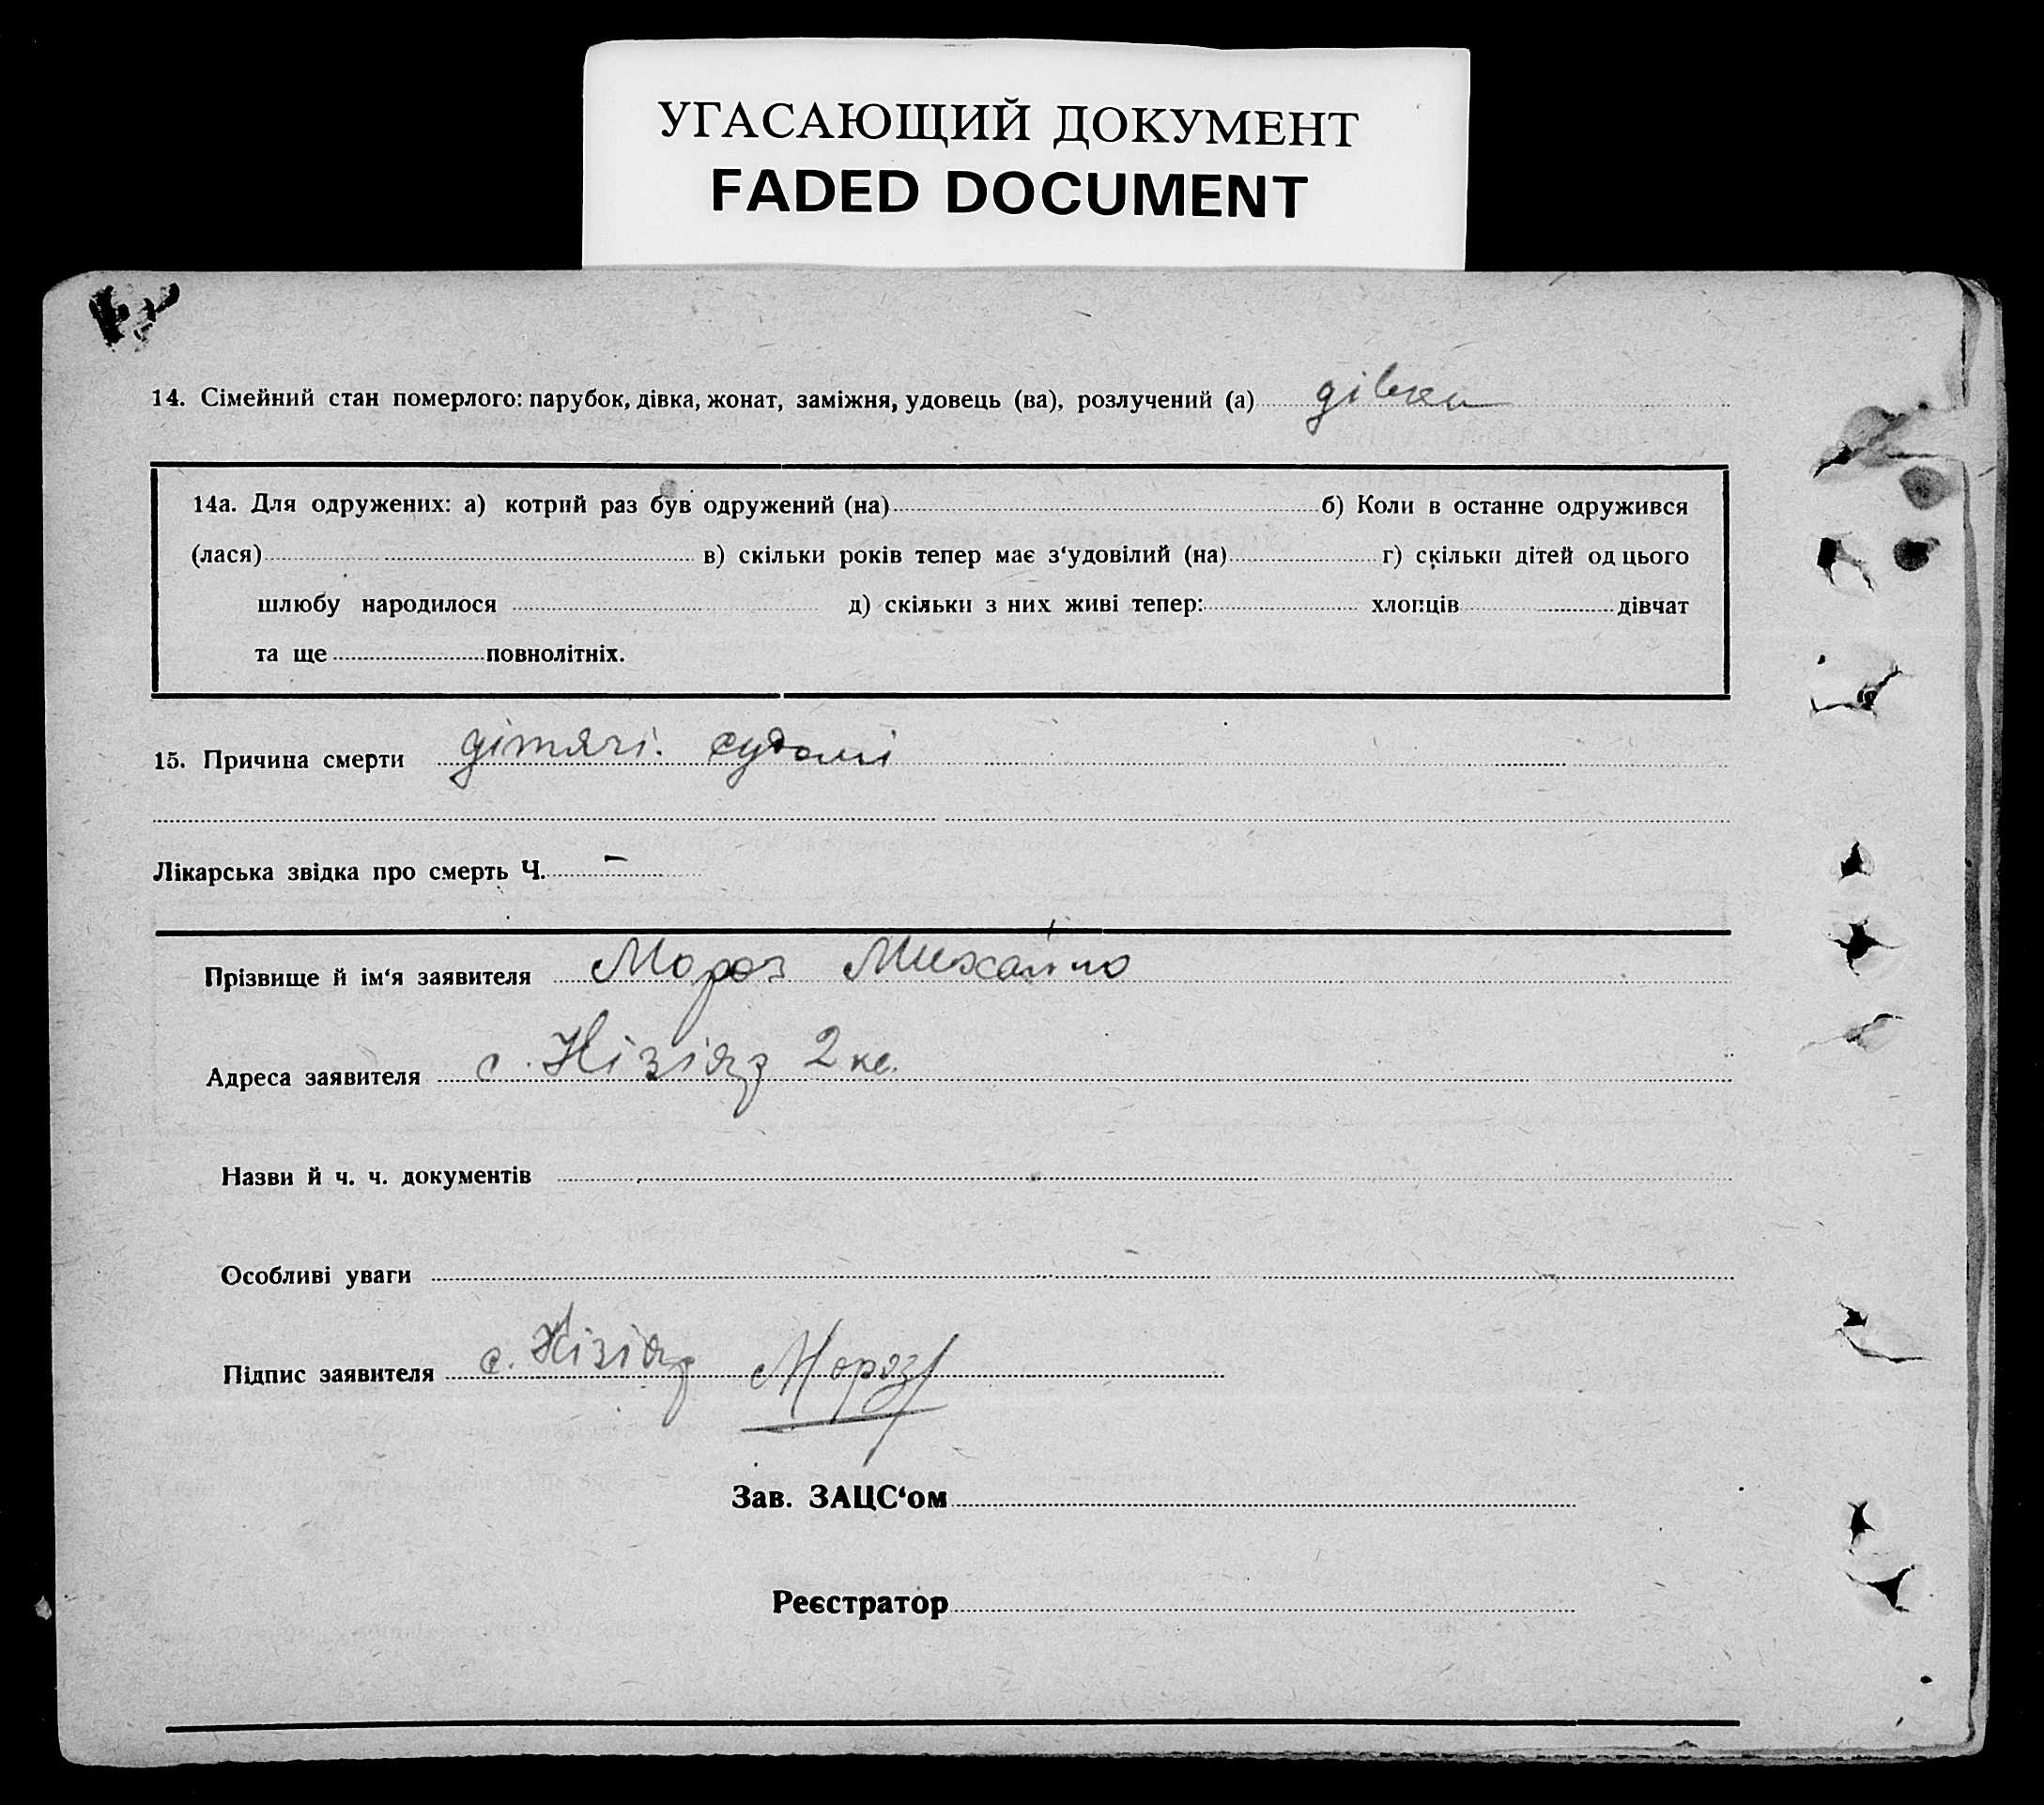 УГАСАЮЩИЙ ДОКУМЕНТ
FADED DOCUMENT
14. Сімейний стан померлого: парубок, дівка, жонат, заміжня, удовець (ва), розлучений (а) дівка
14а. Для одружених: а) котрий раз був одружений (на) б) Коли в останне одружився
(лася) в) скільки років тепер має з‘удовілий (на) г) скільки дітей од цього
шлюбу народилося д) скільки з них живі тепер: хлопців дівчат
та ще повнолітніх.
15. Причина смерти дітячі судомі
Лікарська звідка про смерть Ч. –
Прізвище й ім‘я заявителя Мороз Михайло
Адреса заявителя с. Нізіяз 2 к.
Назви й ч. ч. документів
Особливі уваги
Підпис заявителя с. Нізіяз Мороз
Зав. ЗАЦС‘ом
Реєстратор